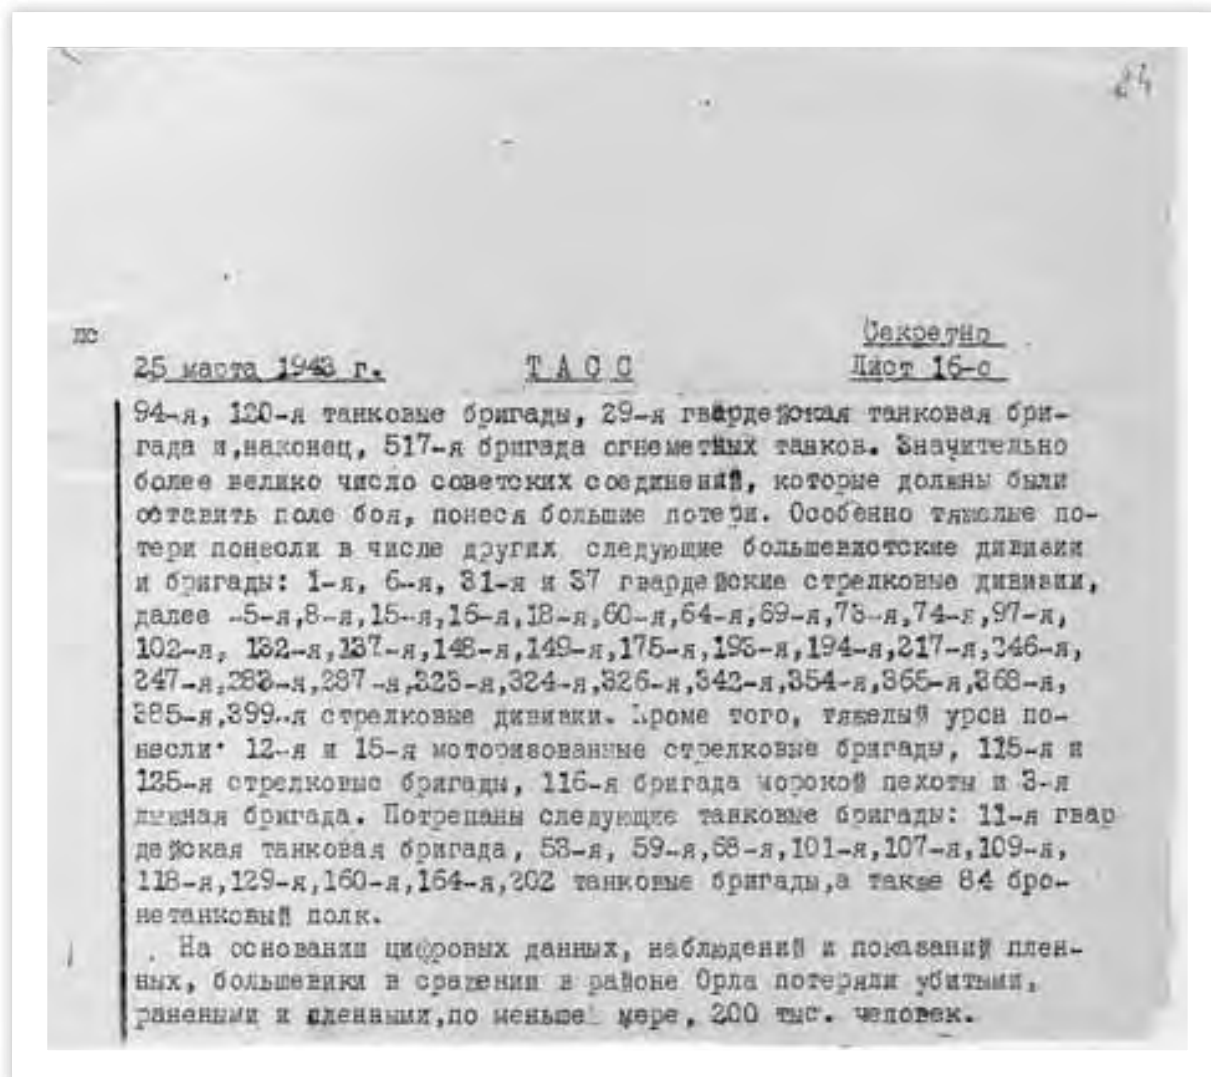 24
пс
Секретно
25 марта 1943 г. ТАСС Лист 16-с
94-я, 120-я танковые бригады, 29-я гвардейская танковая бри-
гада и,наконец, 517-я бригада огнеметных танков. Значительно
более велико число советских соединений, которые должны были
оставить поле боя, понеся большие потери. Особенно тяжелые по-
тери понесли в числе других следующие большевистские дивизии
и бригады: 1-я, 6-я, 31-я и 37 гвардейские стрелковые дивизии,
далее -5-я,8-я,15-я,16-я,18-я,60-я,64-я,69-я,73-я,74-я,97-я,
102-я, 132-я,137-я,148-я,149-я,175-я,193-я,194-я,217-я,246-я,
247-я,283-я,287-я,323-я,324-я,326-я,342-я,354-я,366-я,368-я,
385-я,399-я стрелковые дивизии. Кроме того, тяжелый урон по-
несли 12-я и 15-я моторизованные стрелковые бригады, 115-я и
125-я стрелковые бригады, 116-я бригада морской пехоты и 3-я
лыжная бригада. Потрепаны следующие танковые бригады: 11-я гвар
дейская танковая бригада, 53-я, 59-я,68-я,101-я,107-я,109-я,
118-я,129-я,160-я,164-я,202 танковые бригады,а также 84 бро-
нетанковый полк.
На основании цифровых данных, наблюдений и показаний плен-
ных, большевики в сражении в районе Орла потеряли убитыми,
ранеными и пленными,по меньшей мере, 200 тыс. человек.